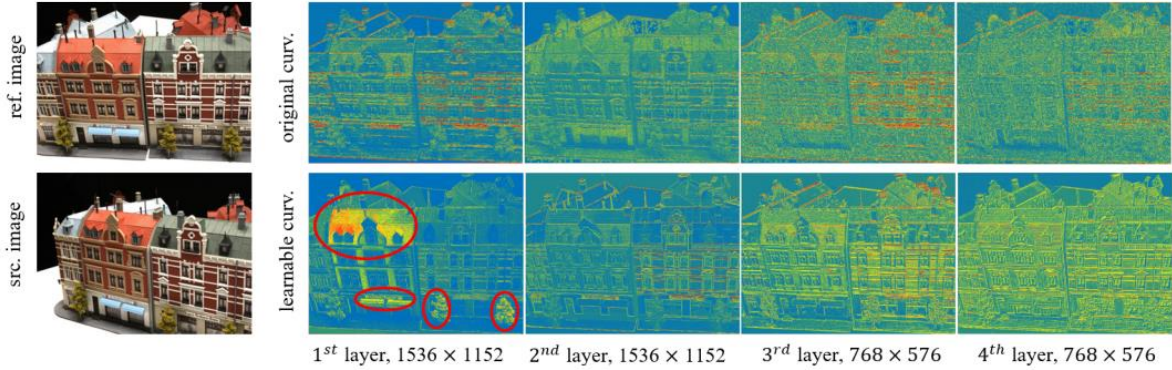 ref. image
original curv.
src. image
learnable curv.
1st layer, 1536 × 1152
2nd layer, 1536 × 1152
3rd layer, 768 × 576
4th layer, 768 × 576